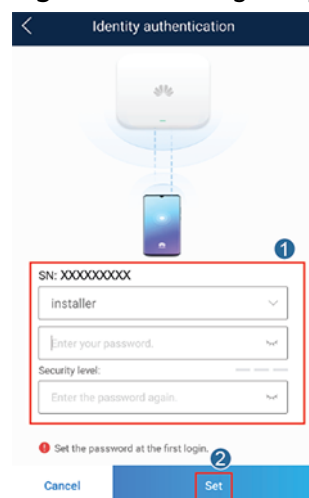 Identity authentication
1
SN: XXXXXXXXX
installer
Enter your password.
Security level:
Enter the password again.
Set the password at the first login.
2
Cancel
Set